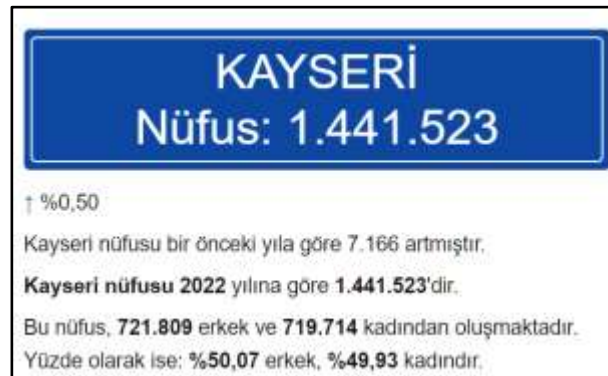 KAYSERİ
Nüfus: 1.441.523
↑ %0,50
Kayseri nüfusu bir önceki yıla göre 7.166 artmıştır.
Kayseri nüfusu 2022 yılına göre 1.441.523'dir.
Bu nüfus, 721.809 erkek ve 719.714 kadından oluşmaktadır.
Yüzde olarak ise: %50,07 erkek, %49,93 kadındır.